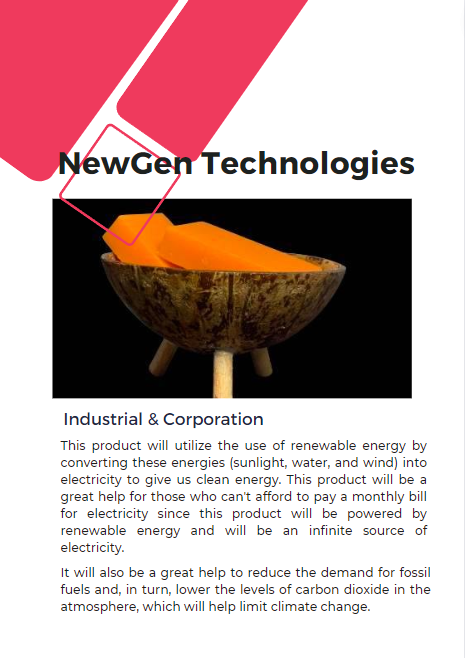 NewGen Technologies
Industrial & Corporation
This product will utilize the use of renewable energy by
converting these energies (sunlight, water, and wind) into
electricity to give us clean energy. This product will be a
great help for those who can't afford to pay a monthly bill
for electricity since this product will be powered by
renewable energy and will be an infinite source of
electricity.
It will also be a great help to reduce the demand for fossil
fuels and, in turn, lower the levels of carbon dioxide in the
atmosphere, which will help limit climate change.